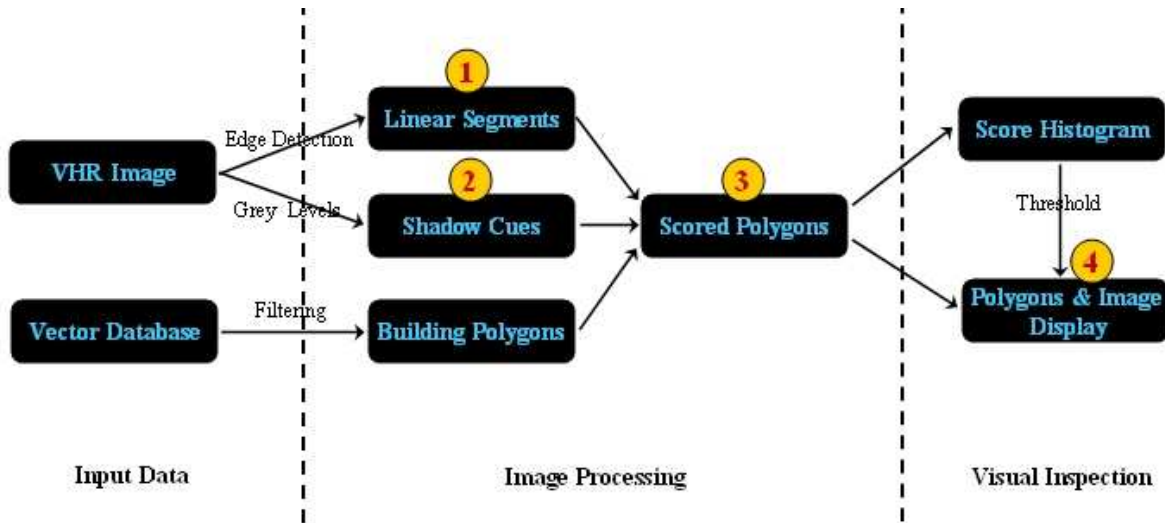 1
Linear Segments
Edge Detection
VHR Image
2
Grey Levels
Shadow Cues
3
Scored Polygons
Score Histogram
Threshold
4
Polygons & Image
Display
Vector Database
Filtering
Building Polygons
Input Data
Image Processing
Visual Inspection